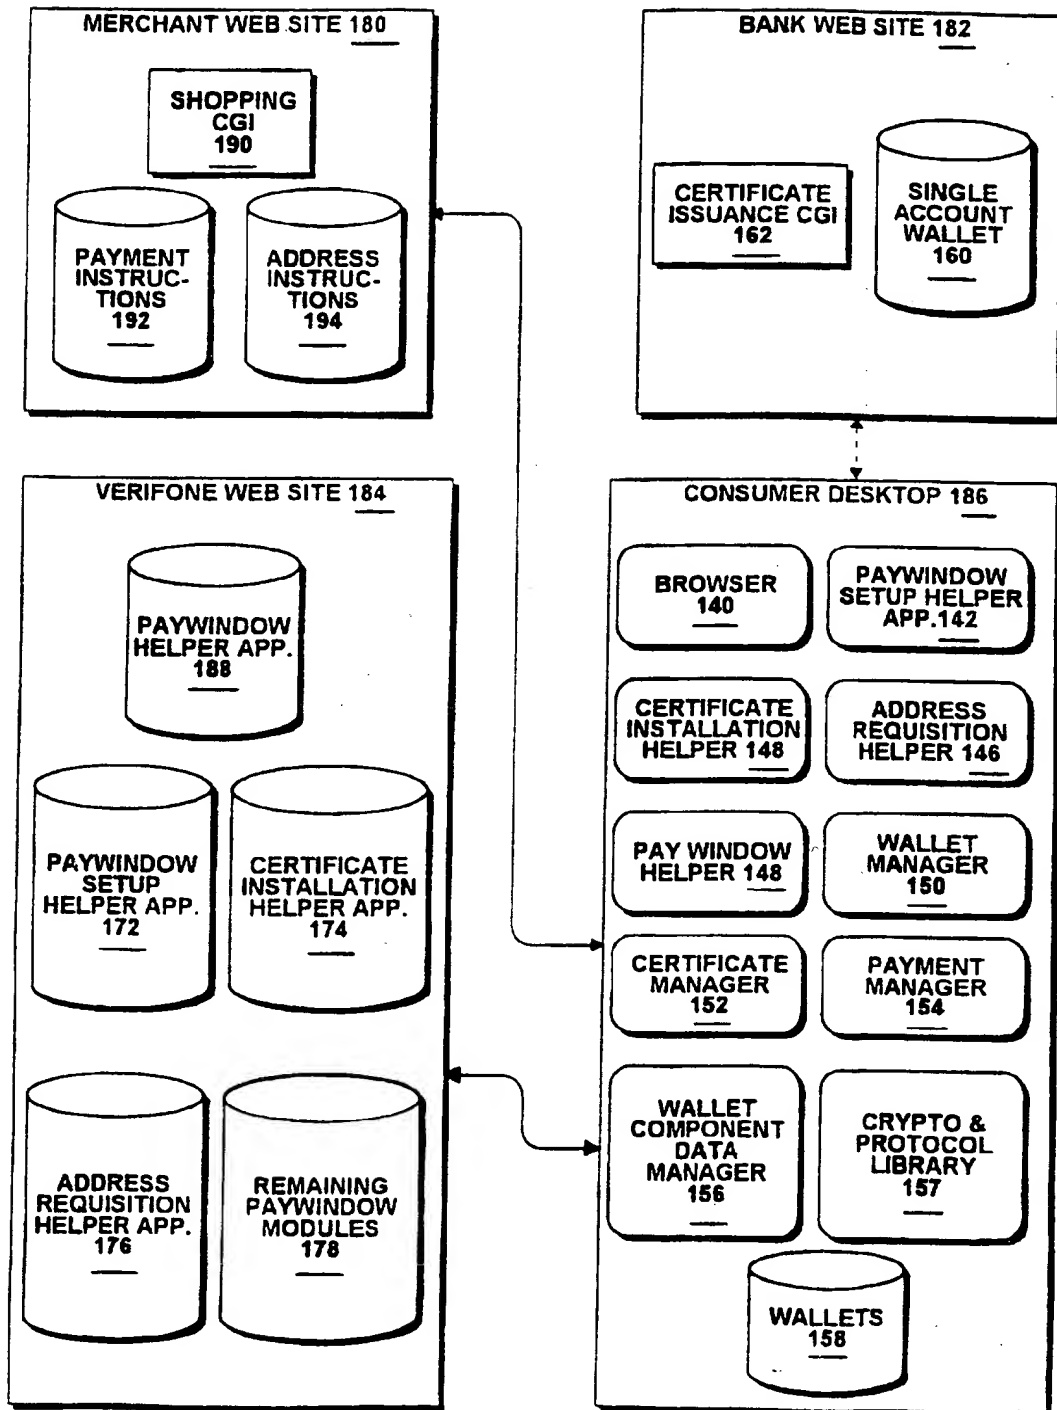 MERCHANT WEB SITE 180
SHOPPING
CGI
190
PAYMENT
INSTRUC-
TIONS
192
ADDRESS
INSTRUC-
TIONS
194
BANK WEB SITE 182
CERTIFICATE
ISSUANCE CGI
162
SINGLE
ACCOUNT
WALLET
160
VERIFONE WEB SITE 184
PAYWINDOW
HELPER APP.
188
PAYWINDOW
SETUP
HELPER APP.
172
CERTIFICATE
INSTALLATION
HELPER APP.
174
ADDRESS
REQUISITION
HELPER APP.
176
REMAINING
PAYWINDOW
MODULES
178
CONSUMER DESKTOP 186
BROWSER
140
PAYWINDOW
SETUP HELPER
APP.142
CERTIFICATE
INSTALLATION
HELPER 148
ADDRESS
REQUISITION
HELPER 146
PAY WINDOW
HELPER 148
WALLET
MANAGER
150
CERTIFICATE
MANAGER
152
PAYMENT
MANAGER
154
WALLET
COMPONENT
DATA
MANAGER
156
CRYPTO &
PROTOCOL
LIBRARY
157
WALLETS
158